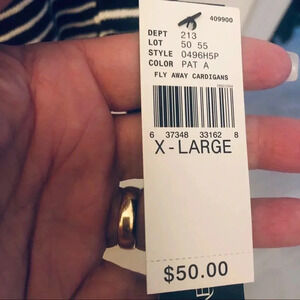 409900
DEPT 213
LOT 50 55
STYLE 0496H5P
COLOR PAT A
FLY AWAY CARDIGANS
6 37348 33162 8
X-LARGE
$50.00